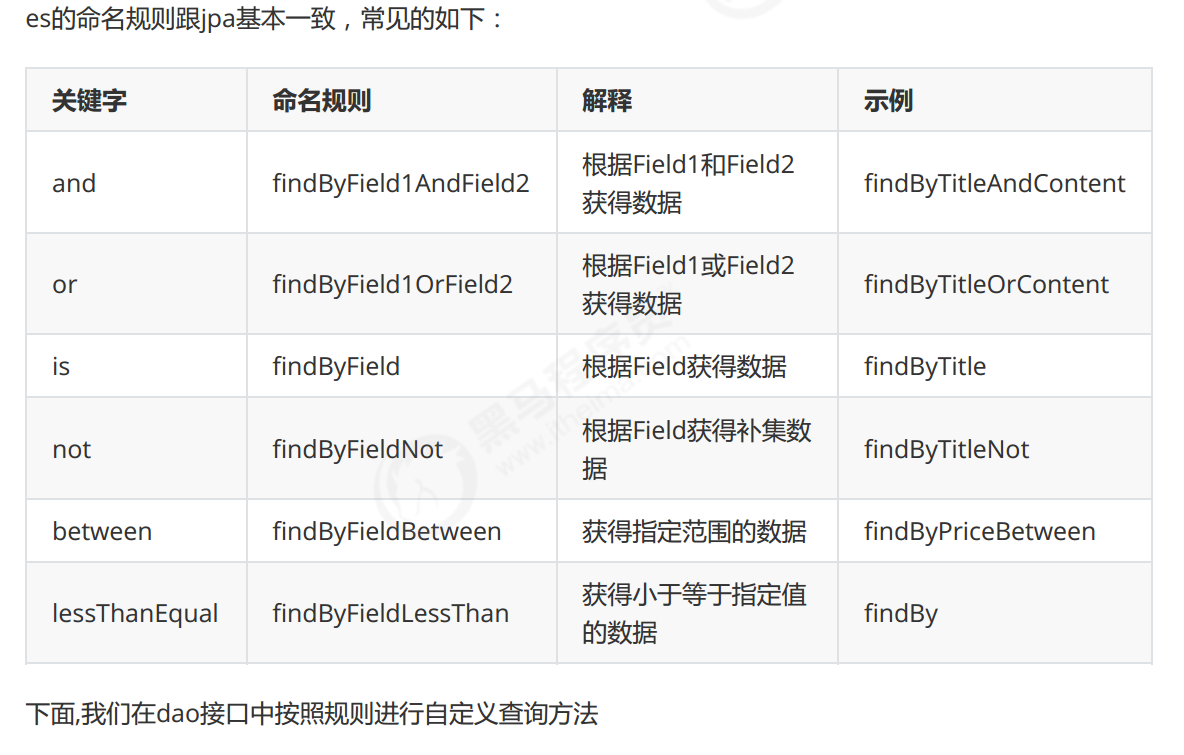 es的命名规则跟jpa基本一致，常见的如下：
关键字 命名规则 解释 示例
and findByField1AndField2 根据Field1和Field2
获得数据 findByTitleAndContent
or findByField1OrField2 根据Field1或Field2
获得数据 findByTitleOrContent
is findByField 根据Field获得数据 findByTitle
not findByFieldNot 根据Field获得补集数
据 findByTitleNot
between findByFieldBetween 获得指定范围的数据 findByPriceBetween
lessThanEqual findByFieldLessThan 获得小于等于指定值
的数据 findBy
下面,我们在dao接口中按照规则进行自定义查询方法
黑马程序员
www.itheima.com